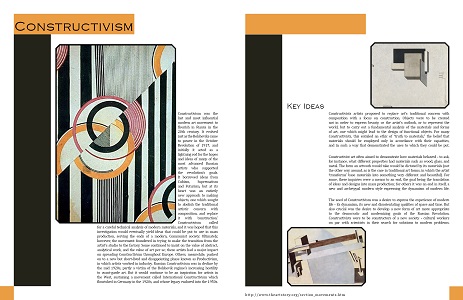 Constructivism
Constructivism was the
last and most influential
modern art movement to
flourish in Russia in the
20th century. It evolved
just as the Bolsheviks came
to power in the October
Revolution of 1917, and
initially it acted as a
lightning rod for the hopes
and ideas of many of the
most advanced Russian
artists who supported
the revolution's goals.
It borrowed ideas from
Cubism, Suprematism
and Futurism, but at its
heart was an entirely
new approach to making
objects, one which sought
to abolish the traditional
artistic concern with
composition, and replace
it with 'construction.'
Constructivism called
for a careful technical analysis of modern materials, and it was hoped that this
investigation would eventually yield ideas that could be put to use in mass
production, serving the ends of a modern, Communist society. Ultimately,
however, the movement foundered in trying to make the transition from the
artist's studio to the factory. Some continued to insist on the value of abstract,
analytical work, and the value of art per se; these artists had a major impact
on spreading Constructivism throughout Europe. Others, meanwhile, pushed
on to a new but short-lived and disappointing phase known as Productivism,
in which artists worked in industry. Russian Constructivism was in decline by
the mid 1920s, partly a victim of the Bolshevik regime's increasing hostility
to avant-garde art. But it would continue to be an inspiration for artists in
the West, sustaining a movement called International Constructivism which
flourished in Germany in the 1920s, and whose legacy endured into the 1950s.
Key Ideas
Constructivists proposed to replace art's traditional concern with
composition with a focus on construction. Objects were to be created
not in order to express beauty, or the artist's outlook, or to represent the
world, but to carry out a fundamental analysis of the materials and forms
of art, one which might lead to the design of functional objects. For many
Constructivists, this entailed an ethic of "truth to materials," the belief that
materials should be employed only in accordance with their capacities,
and in such a way that demonstrated the uses to which they could be put.
Constructivist art often aimed to demonstrate how materials behaved - to ask,
for instance, what different properties had materials such as wood, glass, and
metal. The form an artwork would take would be dictated by its materials (not
the other way around, as is the case in traditional art forms, in which the artist
'transforms' base materials into something very different and beautiful). For
some, these inquiries were a means to an end, the goal being the translation
of ideas and designs into mass production; for others it was an end in itself, a
new and archetypal modern style expressing the dynamism of modern life.
The seed of Constructivism was a desire to express the experience of modern
life - its dynamism, its new and disorientating qualities of space and time. But
also crucial was the desire to develop a new form of art more appropriate
to the democratic and modernizing goals of the Russian Revolution.
Constructivists were to be constructors of a new society - cultural workers
on par with scientists in their search for solutions to modern problems.
http://www.theartstory.org/section_movements.htm